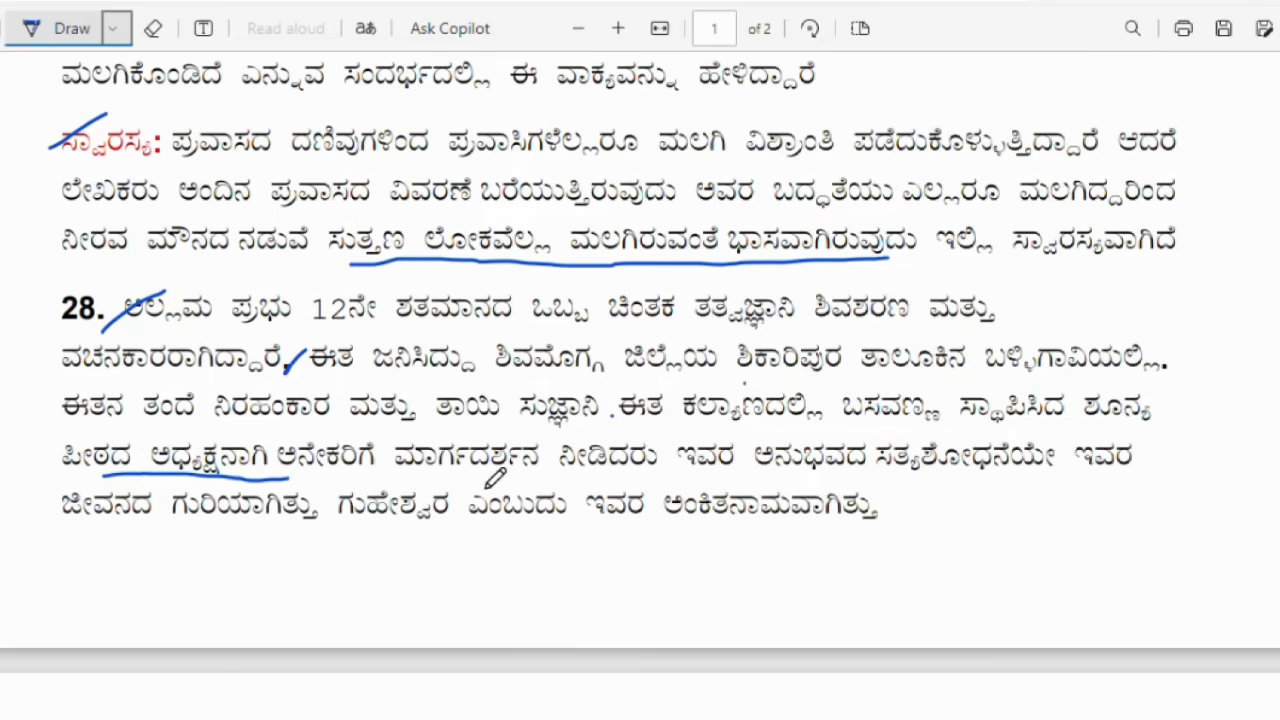 Draw Read aloud aあ Ask Copilot 1 of 2
ಮಲಗಿಕೊಂಡಿದೆ ಎನ್ನುವ ಸಂದರ್ಭದಲ್ಲಿ ಈ ವಾಕ್ಯವನ್ನು ಹೇಳಿದ್ದಾರೆ
ಸ್ವಾರಸ್ಯ: ಪ್ರವಾಸದ ದಣಿವುಗಳಿಂದ ಪ್ರವಾಸಿಗಳೆಲ್ಲರೂ ಮಲಗಿ ವಿಶ್ರಾಂತಿ ಪಡೆದುಕೊಳ್ಳುತ್ತಿದ್ದಾರೆ ಆದರೆ
ಲೇಖಕರು ಅಂದಿನ ಪ್ರವಾಸದ ವಿವರಣೆ ಬರೆಯುತ್ತಿರುವುದು ಅವರ ಬದ್ಧತೆಯು ಎಲ್ಲರೂ ಮಲಗಿದ್ದರಿಂದ
ನೀರವ ಮೌನದ ನಡುವೆ ಸುತ್ತಣ ಲೋಕವೆಲ್ಲ ಮಲಗಿರುವಂತೆ ಭಾಸವಾಗಿರುವುದು ಇಲ್ಲಿ ಸ್ವಾರಸ್ಯವಾಗಿದೆ
28. ಅಲ್ಲಮ ಪ್ರಭು 12ನೇ ಶತಮಾನದ ಒಬ್ಬ ಚಿಂತಕ ತತ್ವಜ್ಞಾನಿ ಶಿವಶರಣ ಮತ್ತು
ವಚನಕಾರರಾಗಿದ್ದಾರೆ. ಈತ ಜನಿಸಿದ್ದು ಶಿವಮೊಗ್ಗ ಜಿಲ್ಲೆಯ ಶಿಕಾರಿಪುರ ತಾಲೂಕಿನ ಬಳ್ಳಿಗಾವಿಯಲ್ಲಿ.
ಈತನ ತಂದೆ ನಿರಹಂಕಾರ ಮತ್ತು ತಾಯಿ ಸುಜ್ಞಾನಿ .ಈತ ಕಲ್ಯಾಣದಲ್ಲಿ ಬಸವಣ್ಣ ಸ್ಥಾಪಿಸಿದ ಶೂನ್ಯ
ಪೀಠದ ಅಧ್ಯಕ್ಷನಾಗಿ ಅನೇಕರಿಗೆ ಮಾರ್ಗದರ್ಶನ ನೀಡಿದರು ಇವರ ಅನುಭವದ ಸತ್ಯಶೋಧನೆಯೇ ಇವರ
ಜೀವನದ ಗುರಿಯಾಗಿತ್ತು ಗುಹೇಶ್ವರ ಎಂಬುದು ಇವರ ಅಂಕಿತನಾಮವಾಗಿತ್ತು